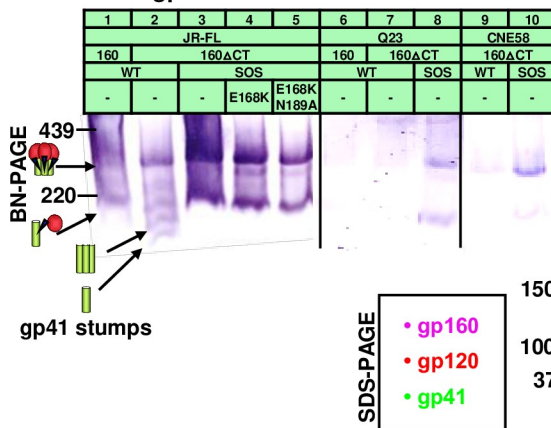 gp
1 2 3 4 5 6 7 8 9 10
JR-FL Q23 CNE58
160 160ΔCT 160 160ΔCT 160ΔCT
WT SOS WT SOS WT SOS
- - - E168K E168K N189A - - - - -
BN-PAGE
439
220
gp41 stumps
SDS-PAGE
• gp160
• gp120
• gp41
150
100
37